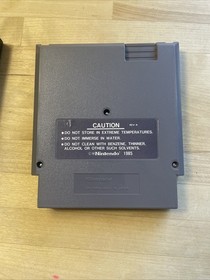 CAUTION
● DO NOT STORE IN EXTREME TEMPERATURES.
● DO NOT IMMERSE IN WATER.
● DO NOT CLEAN WITH BENZENE, THINNER,
ALCOHOL OR OTHER SUCH SOLVENTS.
©Nintendo 1985